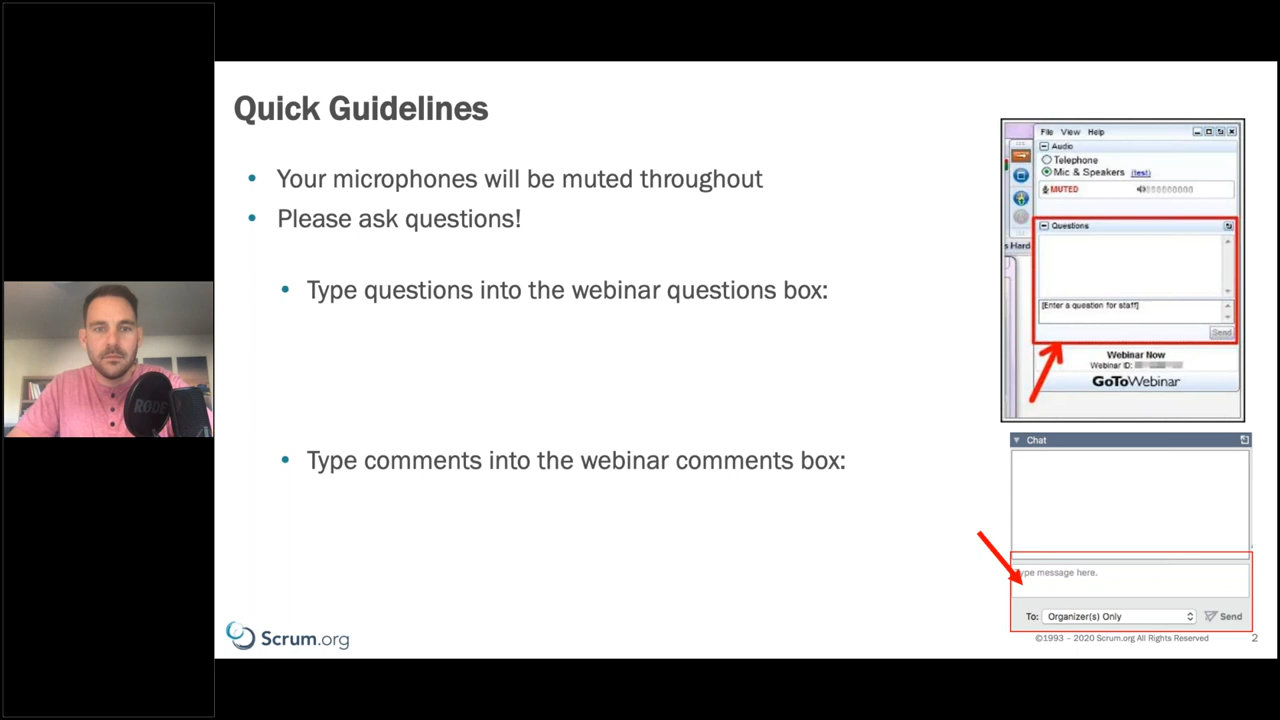 Quick Guidelines
• Your microphones will be muted throughout
• Please ask questions!
• Type questions into the webinar questions box:
• Type comments into the webinar comments box:
File View Help
Audio
Telephone
Mic & Speakers (test)
MUTED
Questions
s Hard
[Enter a question for staff]
Send
Webinar Now
Webinar ID:
GoToWebinar
Chat
Type message here.
To: Organizer(s) Only Send
RODE
Scrum.org
©1993 – 2020 Scrum.org All Rights Reserved
2